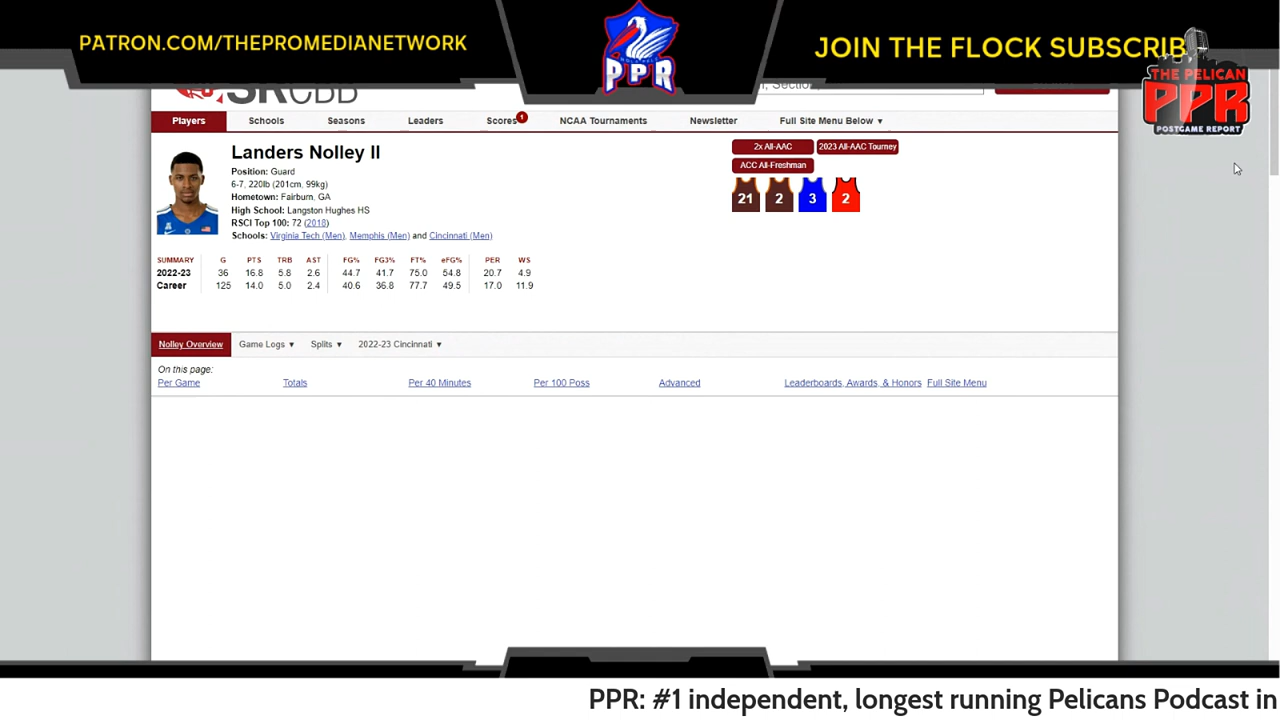 PATRON.COM/THEPROMEDIANETWORK
PPR
JOIN THE FLOCK SUBSCRIB
THE PELICAN
PPR
POSTGAME REPORT
Players Schools Seasons Leaders Scores 1 NCAA Tournaments Newsletter Full Site Menu Below ▼
Landers Nolley II
Position: Guard
6-7, 220lb (201cm, 99kg)
Hometown: Fairburn, GA
High School: Langston Hughes HS
RSCI Top 100: 72 (2018)
Schools: Virginia Tech (Men), Memphis (Men) and Cincinnati (Men)
2x All-AAC 2023 All-AAC Tourney
ACC All-Freshman
21 2 3 2
SUMMARY G PTS TRB AST FG% FG3% FT% eFG% PER WS
2022-23 36 16.8 5.8 2.6 44.7 41.7 75.0 54.8 20.7 4.9
Career 125 14.0 5.0 2.4 40.6 36.8 77.7 49.5 17.0 11.9
Nolley Overview Game Logs ▼ Splits ▼ 2022-23 Cincinnati ▼
On this page:
Per Game Totals Per 40 Minutes Per 100 Poss Advanced Leaderboards, Awards, & Honors Full Site Menu
PPR: #1 independent, longest running Pelicans Podcast in